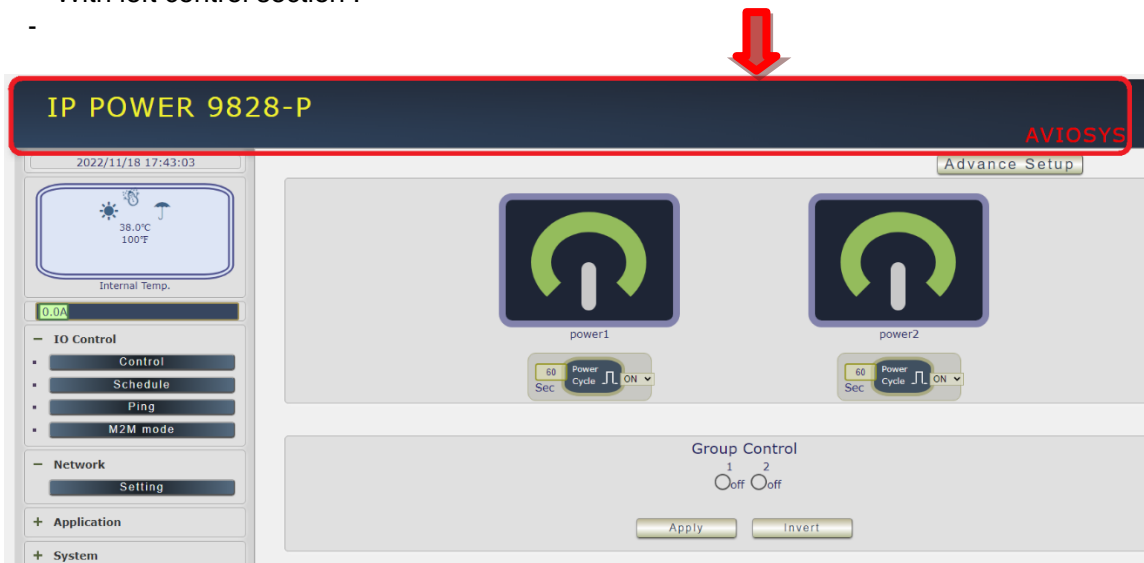 -
IP POWER 9828-P
AVIOSYS
2022/11/18 17:43:03
Advance Setup
38.0℃
100℉
Internal Temp.
0.0A
power1
power2
60
Sec
Power
Cycle
ON
60
Sec
Power
Cycle
ON
− IO Control
Control
Schedule
Ping
M2M mode
− Network
Setting
+ Application
+ System
Group Control
1 2
off off
Apply Invert